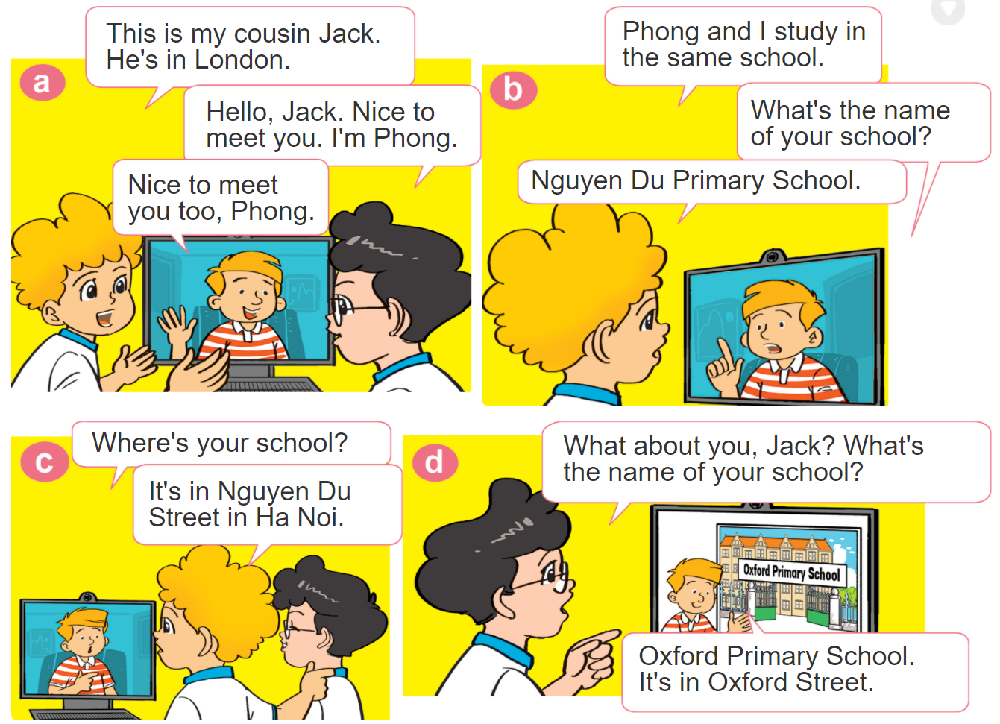 a
This is my cousin Jack.
He's in London.
Hello, Jack. Nice to
meet you. I'm Phong.
Nice to meet
you too, Phong.
b
Phong and I study in
the same school.
What's the name
of your school?
Nguyen Du Primary School.
c
Where's your school?
It's in Nguyen Du
Street in Ha Noi.
d
What about you, Jack? What's
the name of your school?
Oxford Primary School
Oxford Primary School.
It's in Oxford Street.